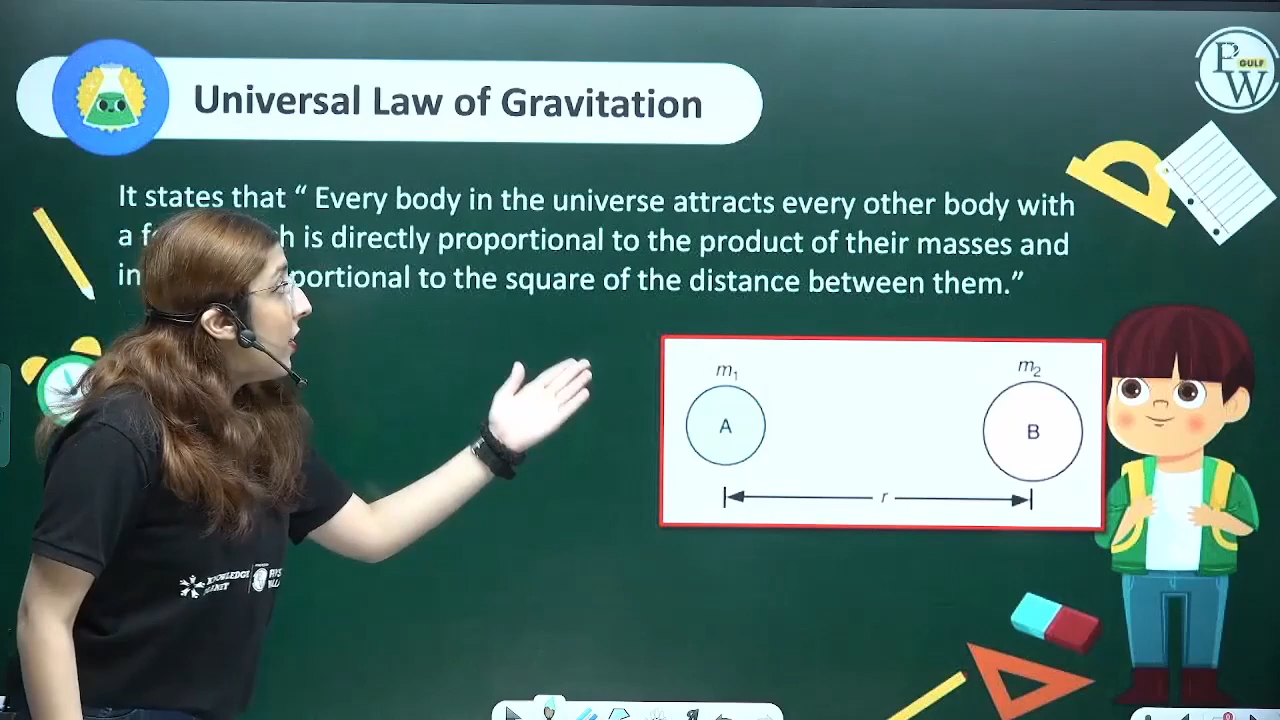 Universal Law of Gravitation
P
GULF
W
It states that “ Every body in the universe attracts every other body with
a h is directly proportional to the product of their masses and
in portional to the square of the distance between them.”
m₁
m₂
A
B
r